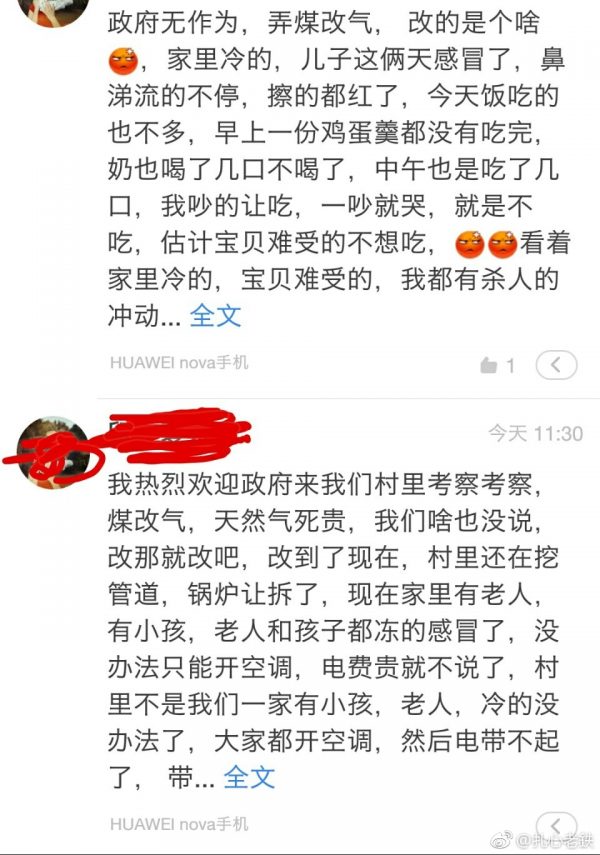 政府无作为，弄煤改气， 改的是个啥
，家里冷的，儿子这俩天感冒了，鼻
涕流的不停，擦的都红了，今天饭吃的
也不多，早上一份鸡蛋羹都没有吃完，
奶也喝了几口不喝了，中午也是吃了几
口，我吵的让吃，一吵就哭，就是不
吃，估计宝贝难受的不想吃，看着
家里冷的，宝贝难受的，我都有杀人的
冲动... 全文
HUAWEI nova手机
1
今天 11:30
我热烈欢迎政府来我们村里考察考察，
煤改气，天然气死贵，我们啥也没说，
改那就改吧，改到了现在，村里还在挖
管道，锅炉让拆了，现在家里有老人，
有小孩，老人和孩子都冻的感冒了，没
办法只能开空调，电费贵就不说了，村
里不是我们一家有小孩，老人，冷的没
办法了，大家都开空调，然后电带不起
了， 带... 全文
HUAWEI nova手机
@扎心老铁